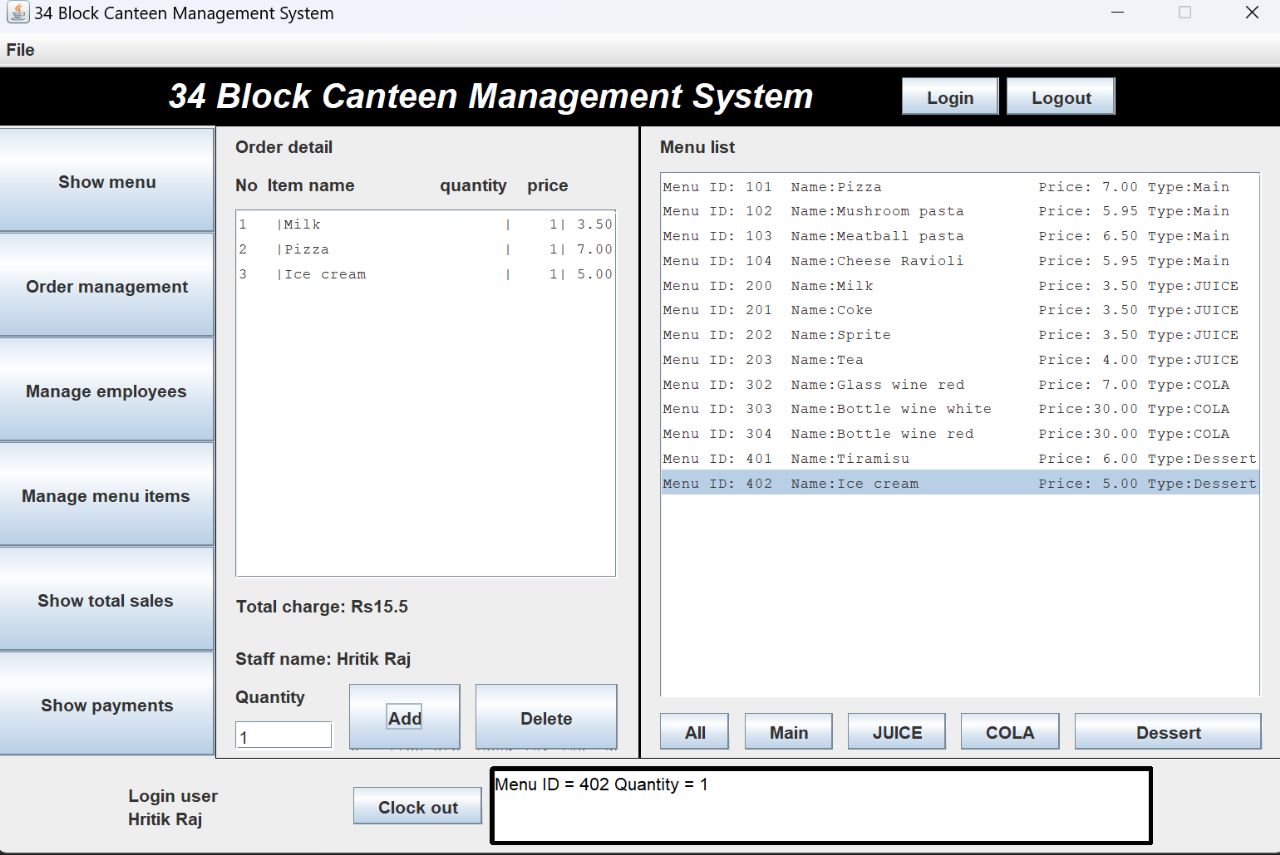 34 Block Canteen Management System
File
34 Block Canteen Management System
Login
Logout
Show menu
Order management
Manage employees
Manage menu items
Show total sales
Show payments
Order detail
No Item name quantity price
1 |Milk | 1| 3.50
2 |Pizza | 1| 7.00
3 |Ice cream | 1| 5.00
Total charge: Rs15.5
Staff name: Hritik Raj
Quantity
1
Add
Delete
Menu list
Menu ID: 101 Name:Pizza Price: 7.00 Type:Main
Menu ID: 102 Name:Mushroom pasta Price: 5.95 Type:Main
Menu ID: 103 Name:Meatball pasta Price: 6.50 Type:Main
Menu ID: 104 Name:Cheese Ravioli Price: 5.95 Type:Main
Menu ID: 200 Name:Milk Price: 3.50 Type:JUICE
Menu ID: 201 Name:Coke Price: 3.50 Type:JUICE
Menu ID: 202 Name:Sprite Price: 3.50 Type:JUICE
Menu ID: 203 Name:Tea Price: 4.00 Type:JUICE
Menu ID: 302 Name:Glass wine red Price: 7.00 Type:COLA
Menu ID: 303 Name:Bottle wine white Price:30.00 Type:COLA
Menu ID: 304 Name:Bottle wine red Price:30.00 Type:COLA
Menu ID: 401 Name:Tiramisu Price: 6.00 Type:Dessert
Menu ID: 402 Name:Ice cream Price: 5.00 Type:Dessert
All
Main
JUICE
COLA
Dessert
Login user
Hritik Raj
Clock out
Menu ID = 402 Quantity = 1